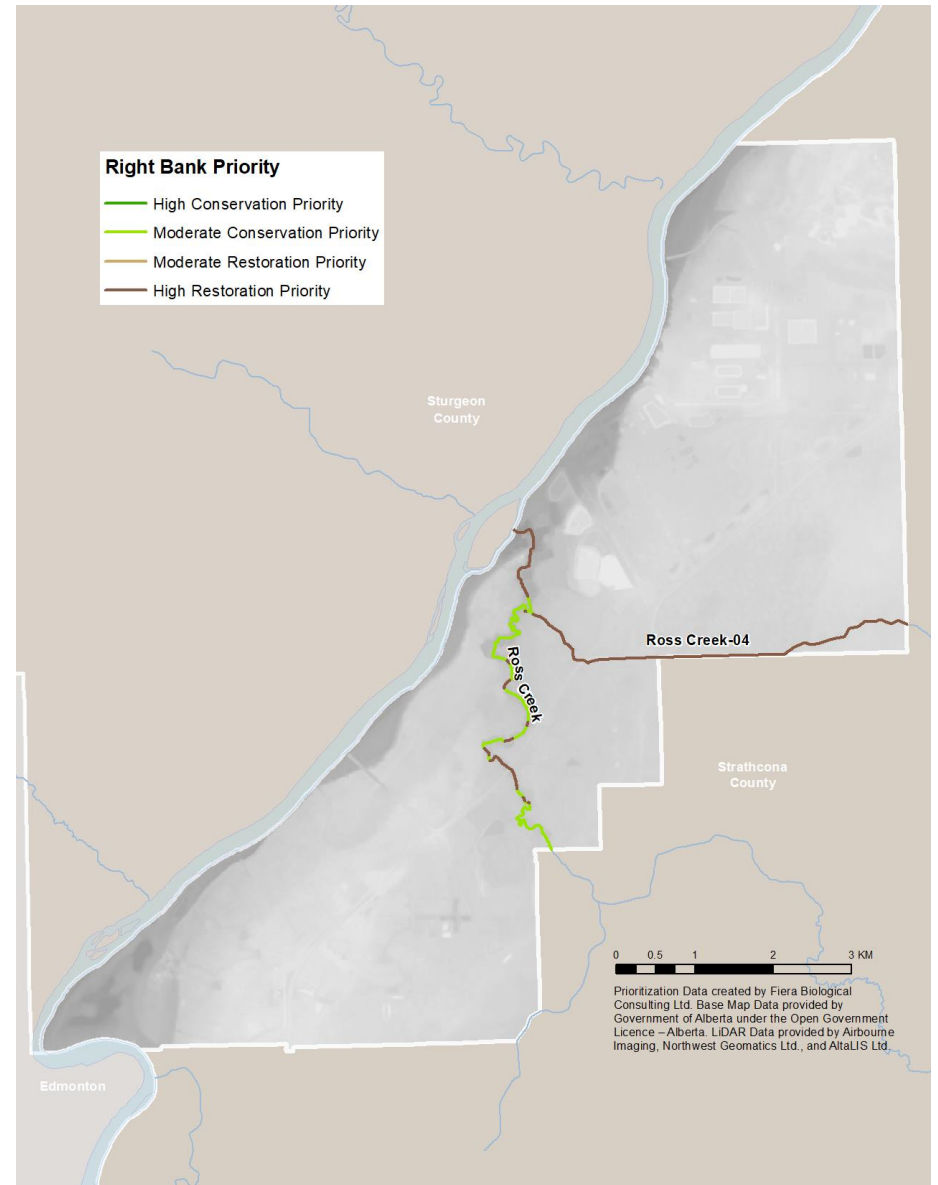 Right Bank Priority
High Conservation Priority
Moderate Conservation Priority
Moderate Restoration Priority
High Restoration Priority
Sturgeon
County
Ross Creek-04
Ross Creek
Strathcona
County
0 0.5 1 2 3 KM
Prioritization Data created by Fiera Biological
Consulting Ltd. Base Map Data provided by
Government of Alberta under the Open Government
Licence – Alberta. LiDAR Data provided by Airbourne
Imaging, Northwest Geomatics Ltd., and AltaLIS Ltd.
Edmonton